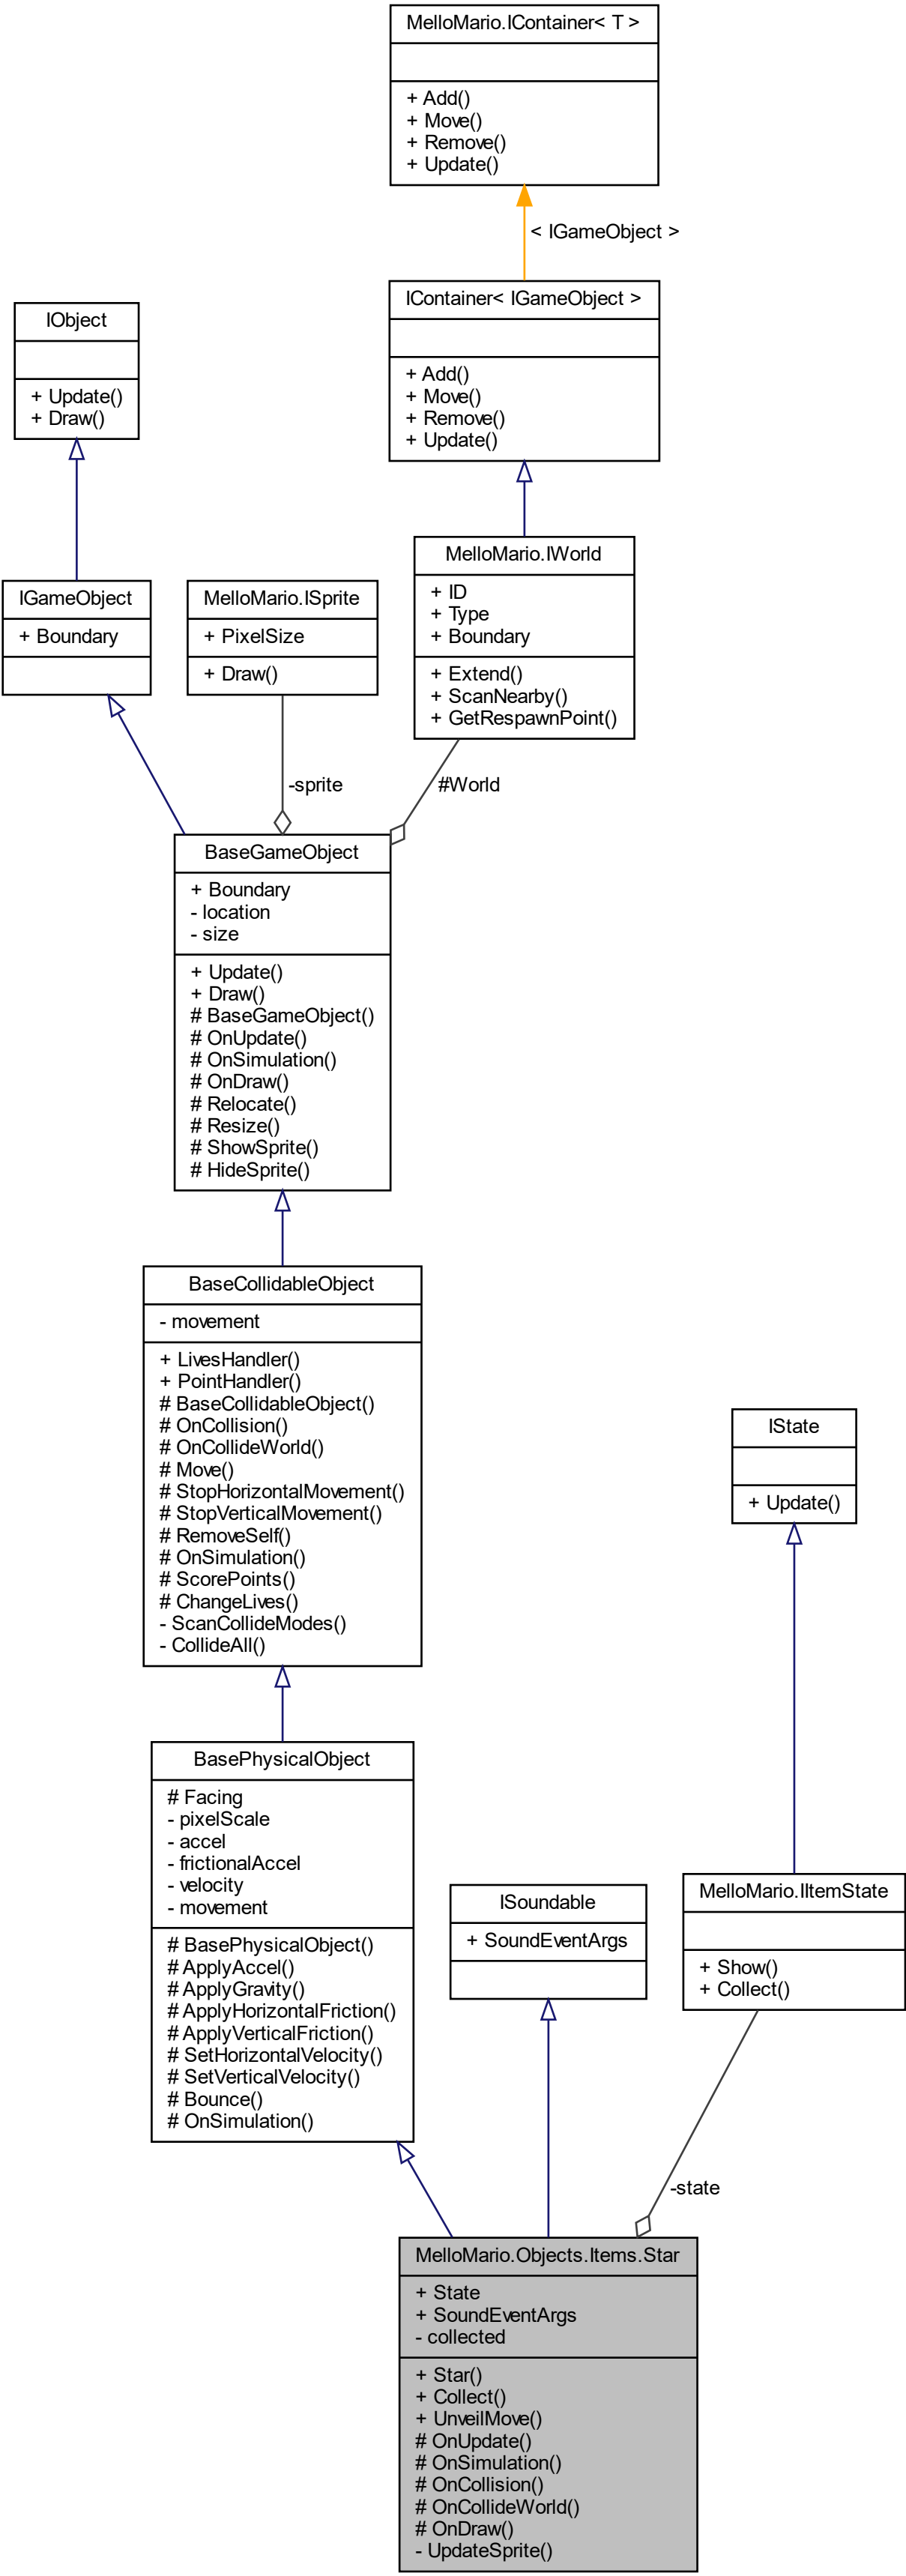 MelloMario.IContainer< T >
+ Add()
+ Move()
+ Remove()
+ Update()
< IGameObject >
IContainer< IGameObject >
+ Add()
+ Move()
+ Remove()
+ Update()
IObject
+ Update()
+ Draw()
IGameObject
+ Boundary
MelloMario.ISprite
+ PixelSize
+ Draw()
MelloMario.IWorld
+ ID
+ Type
+ Boundary
+ Extend()
+ ScanNearby()
+ GetRespawnPoint()
-sprite
#World
BaseGameObject
+ Boundary
- location
- size
+ Update()
+ Draw()
# BaseGameObject()
# OnUpdate()
# OnSimulation()
# OnDraw()
# Relocate()
# Resize()
# ShowSprite()
# HideSprite()
BaseCollidableObject
- movement
+ LivesHandler()
+ PointHandler()
# BaseCollidableObject()
# OnCollision()
# OnCollideWorld()
# Move()
# StopHorizontalMovement()
# StopVerticalMovement()
# RemoveSelf()
# OnSimulation()
# ScorePoints()
# ChangeLives()
- ScanCollideModes()
- CollideAll()
IState
+ Update()
BasePhysicalObject
# Facing
- pixelScale
- accel
- frictionalAccel
- velocity
- movement
# BasePhysicalObject()
# ApplyAccel()
# ApplyGravity()
# ApplyHorizontalFriction()
# ApplyVerticalFriction()
# SetHorizontalVelocity()
# SetVerticalVelocity()
# Bounce()
# OnSimulation()
ISoundable
+ SoundEventArgs
MelloMario.IItemState
+ Show()
+ Collect()
-state
MelloMario.Objects.Items.Star
+ State
+ SoundEventArgs
- collected
+ Star()
+ Collect()
+ UnveilMove()
# OnUpdate()
# OnSimulation()
# OnCollision()
# OnCollideWorld()
# OnDraw()
- UpdateSprite()